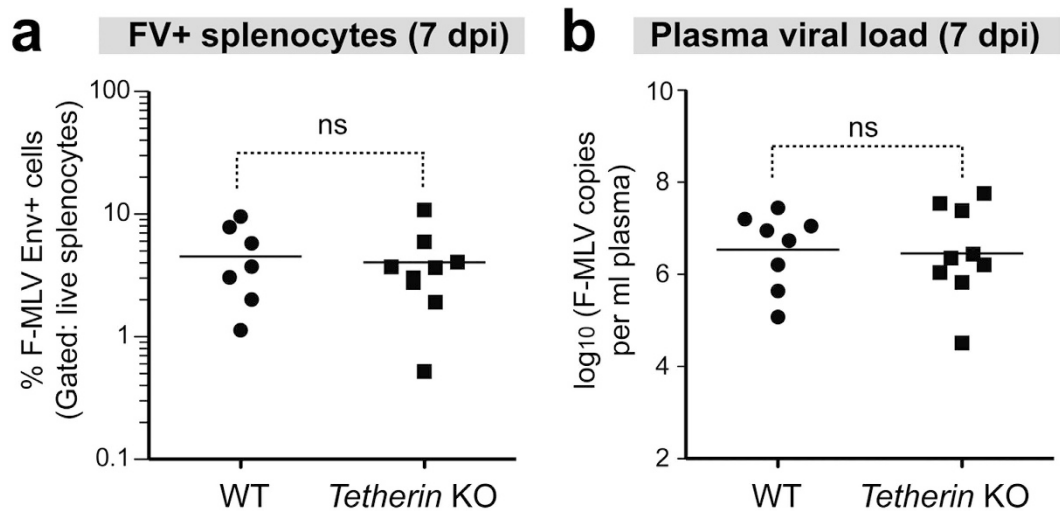 a
FV+ splenocytes (7 dpi)
% F-MLV Env+ cells
(Gated: live splenocytes)
100
10
1
0.1
ns
WT
Tetherin KO
b
Plasma viral load (7 dpi)
log10 (F-MLV copies
per ml plasma)
10
8
6
4
2
ns
WT
Tetherin KO